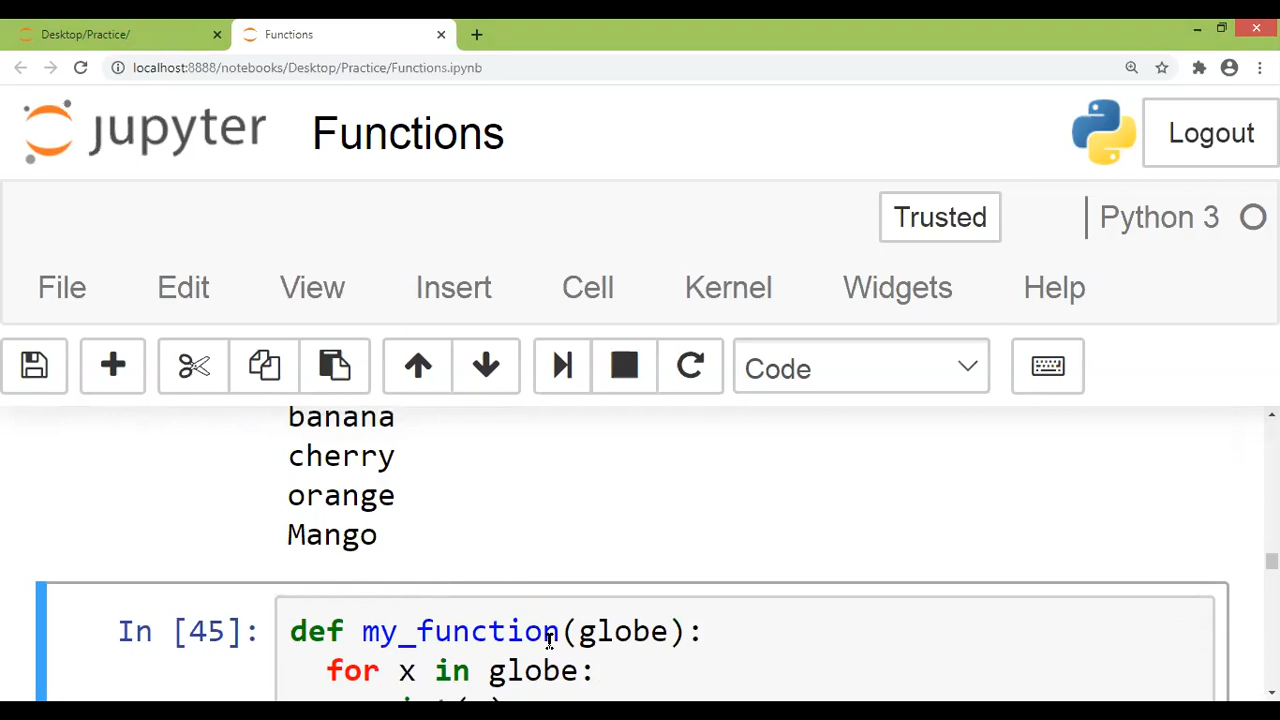 Desktop/Practice/
Functions
localhost:8888/notebooks/Desktop/Practice/Functions.ipynb
jupyter
Functions
Logout
Trusted
Python 3
File
Edit
View
Insert
Cell
Kernel
Widgets
Help
Code
banana
cherry
orange
Mango
In [45]:
def my_function(globe):
for x in globe: